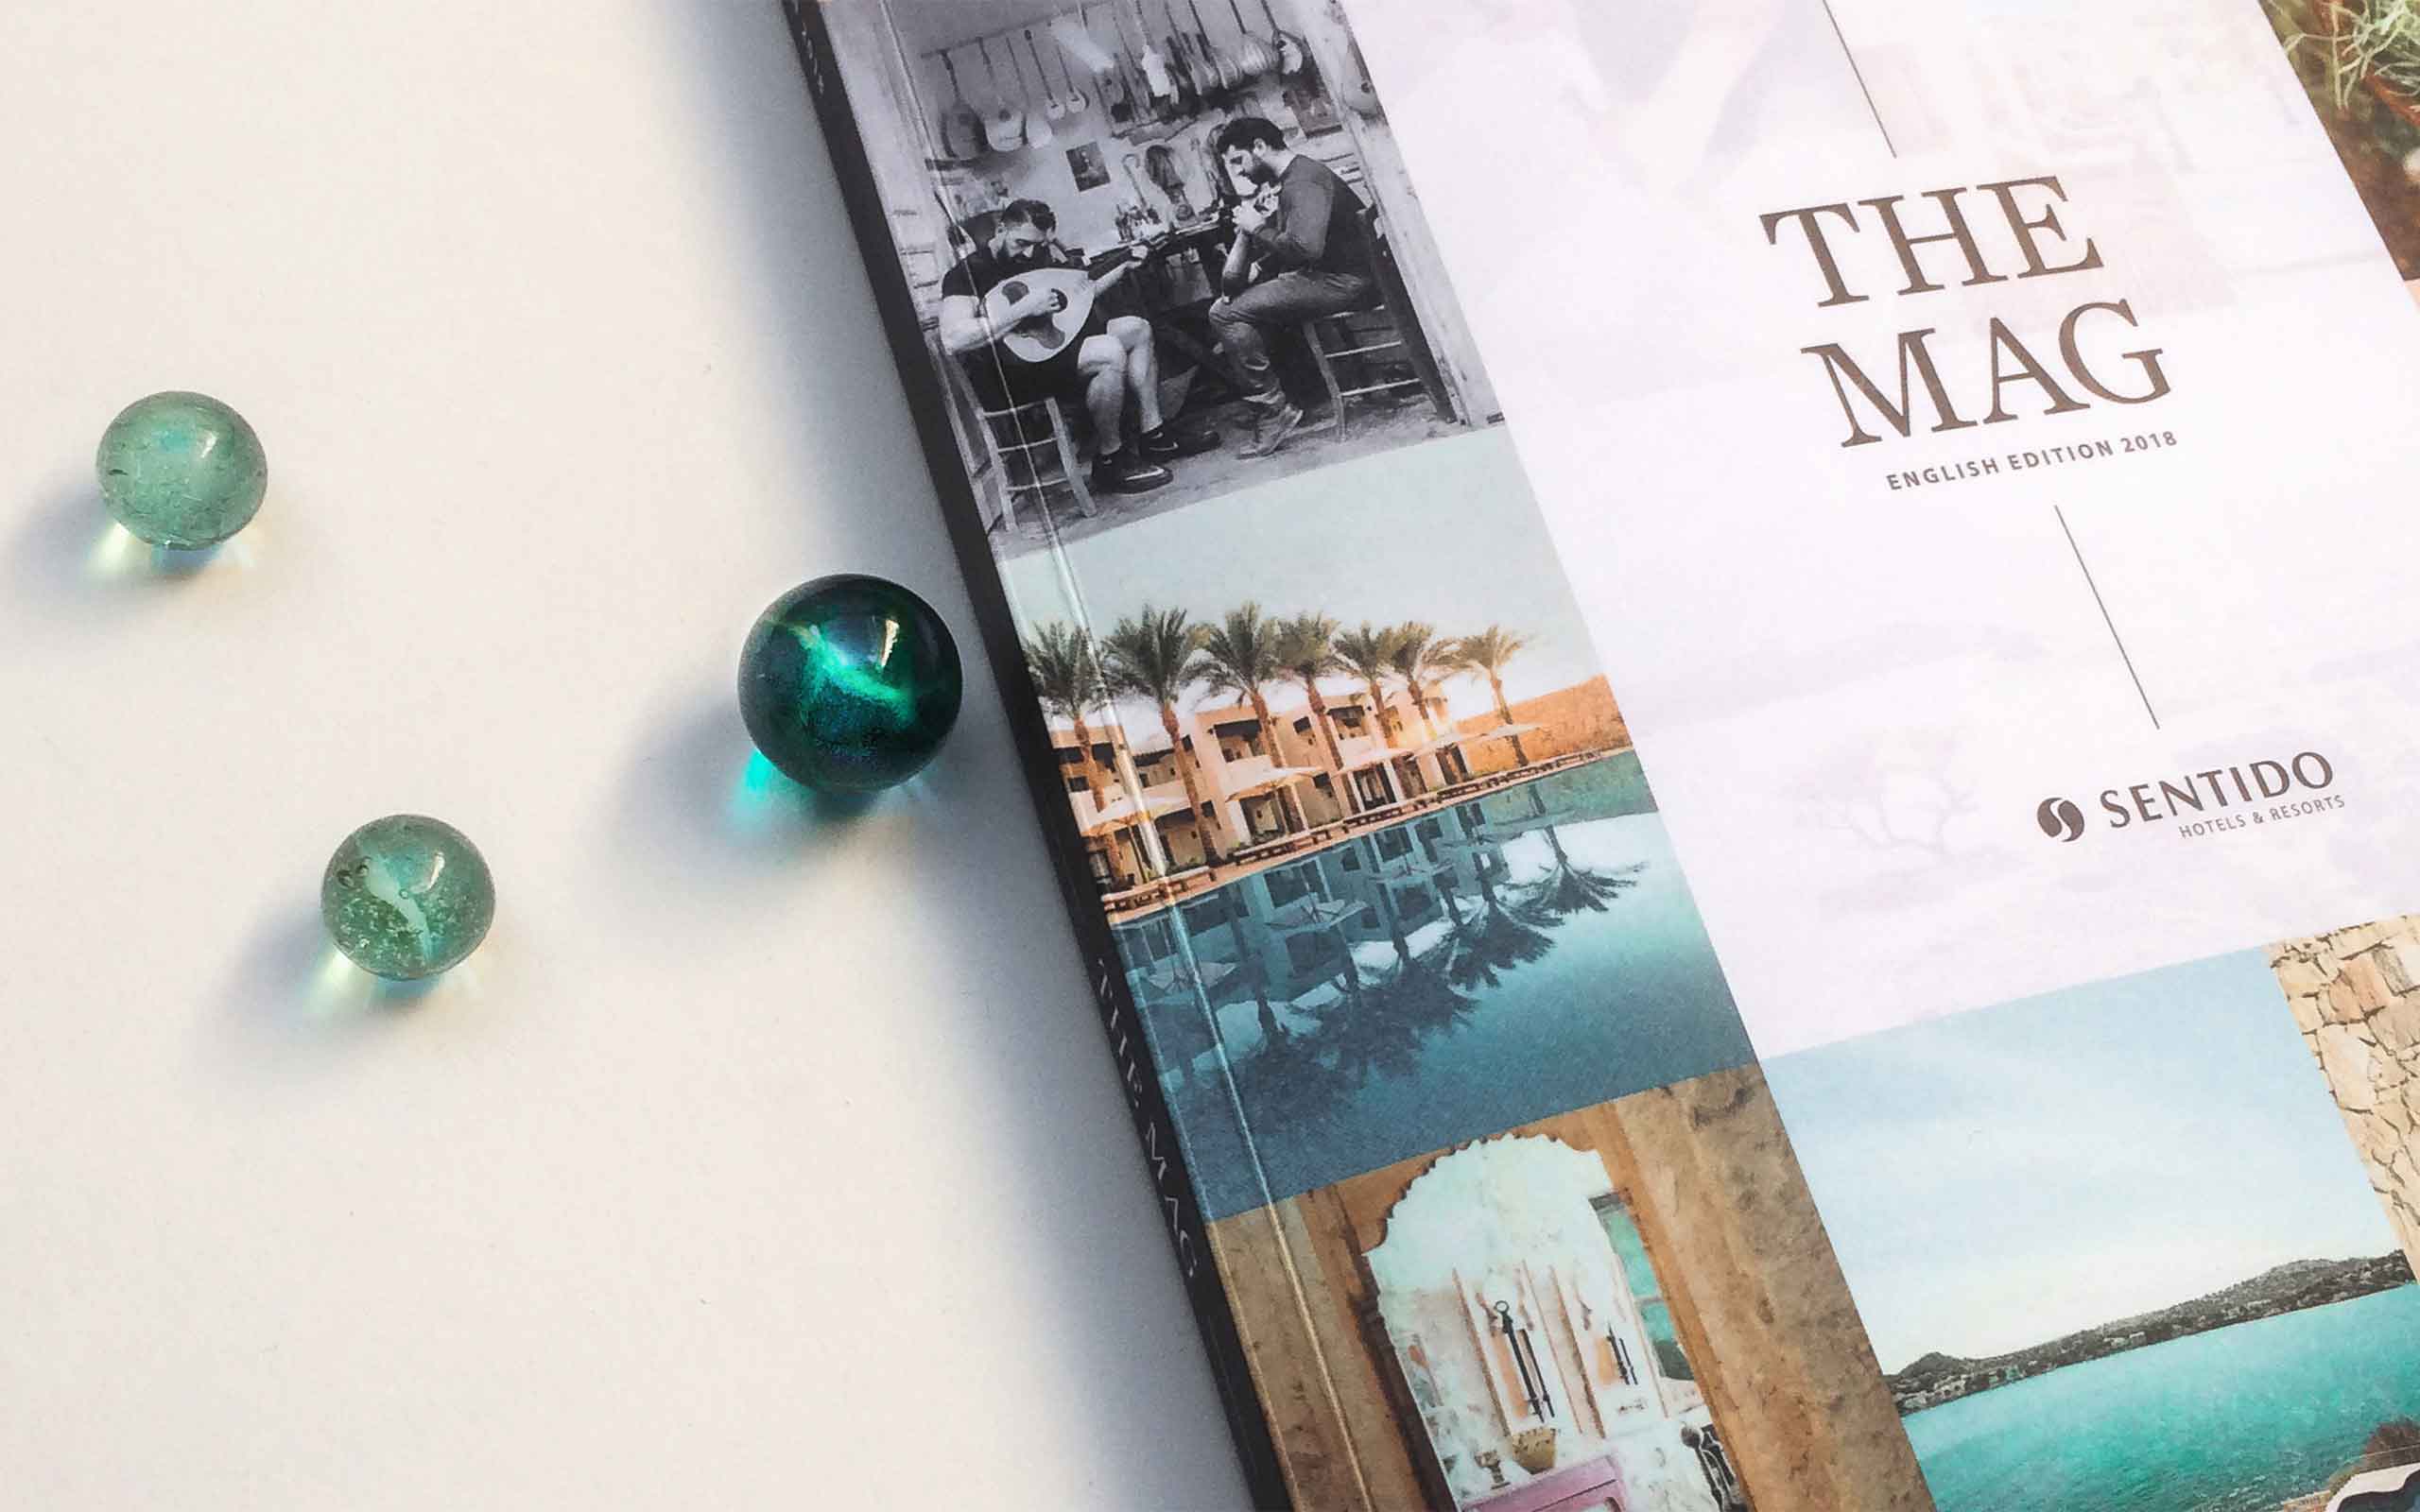 THE
MAG
ENGLISH EDITION 2018
SENTIDO
HOTELS & RESORTS
THE MAG